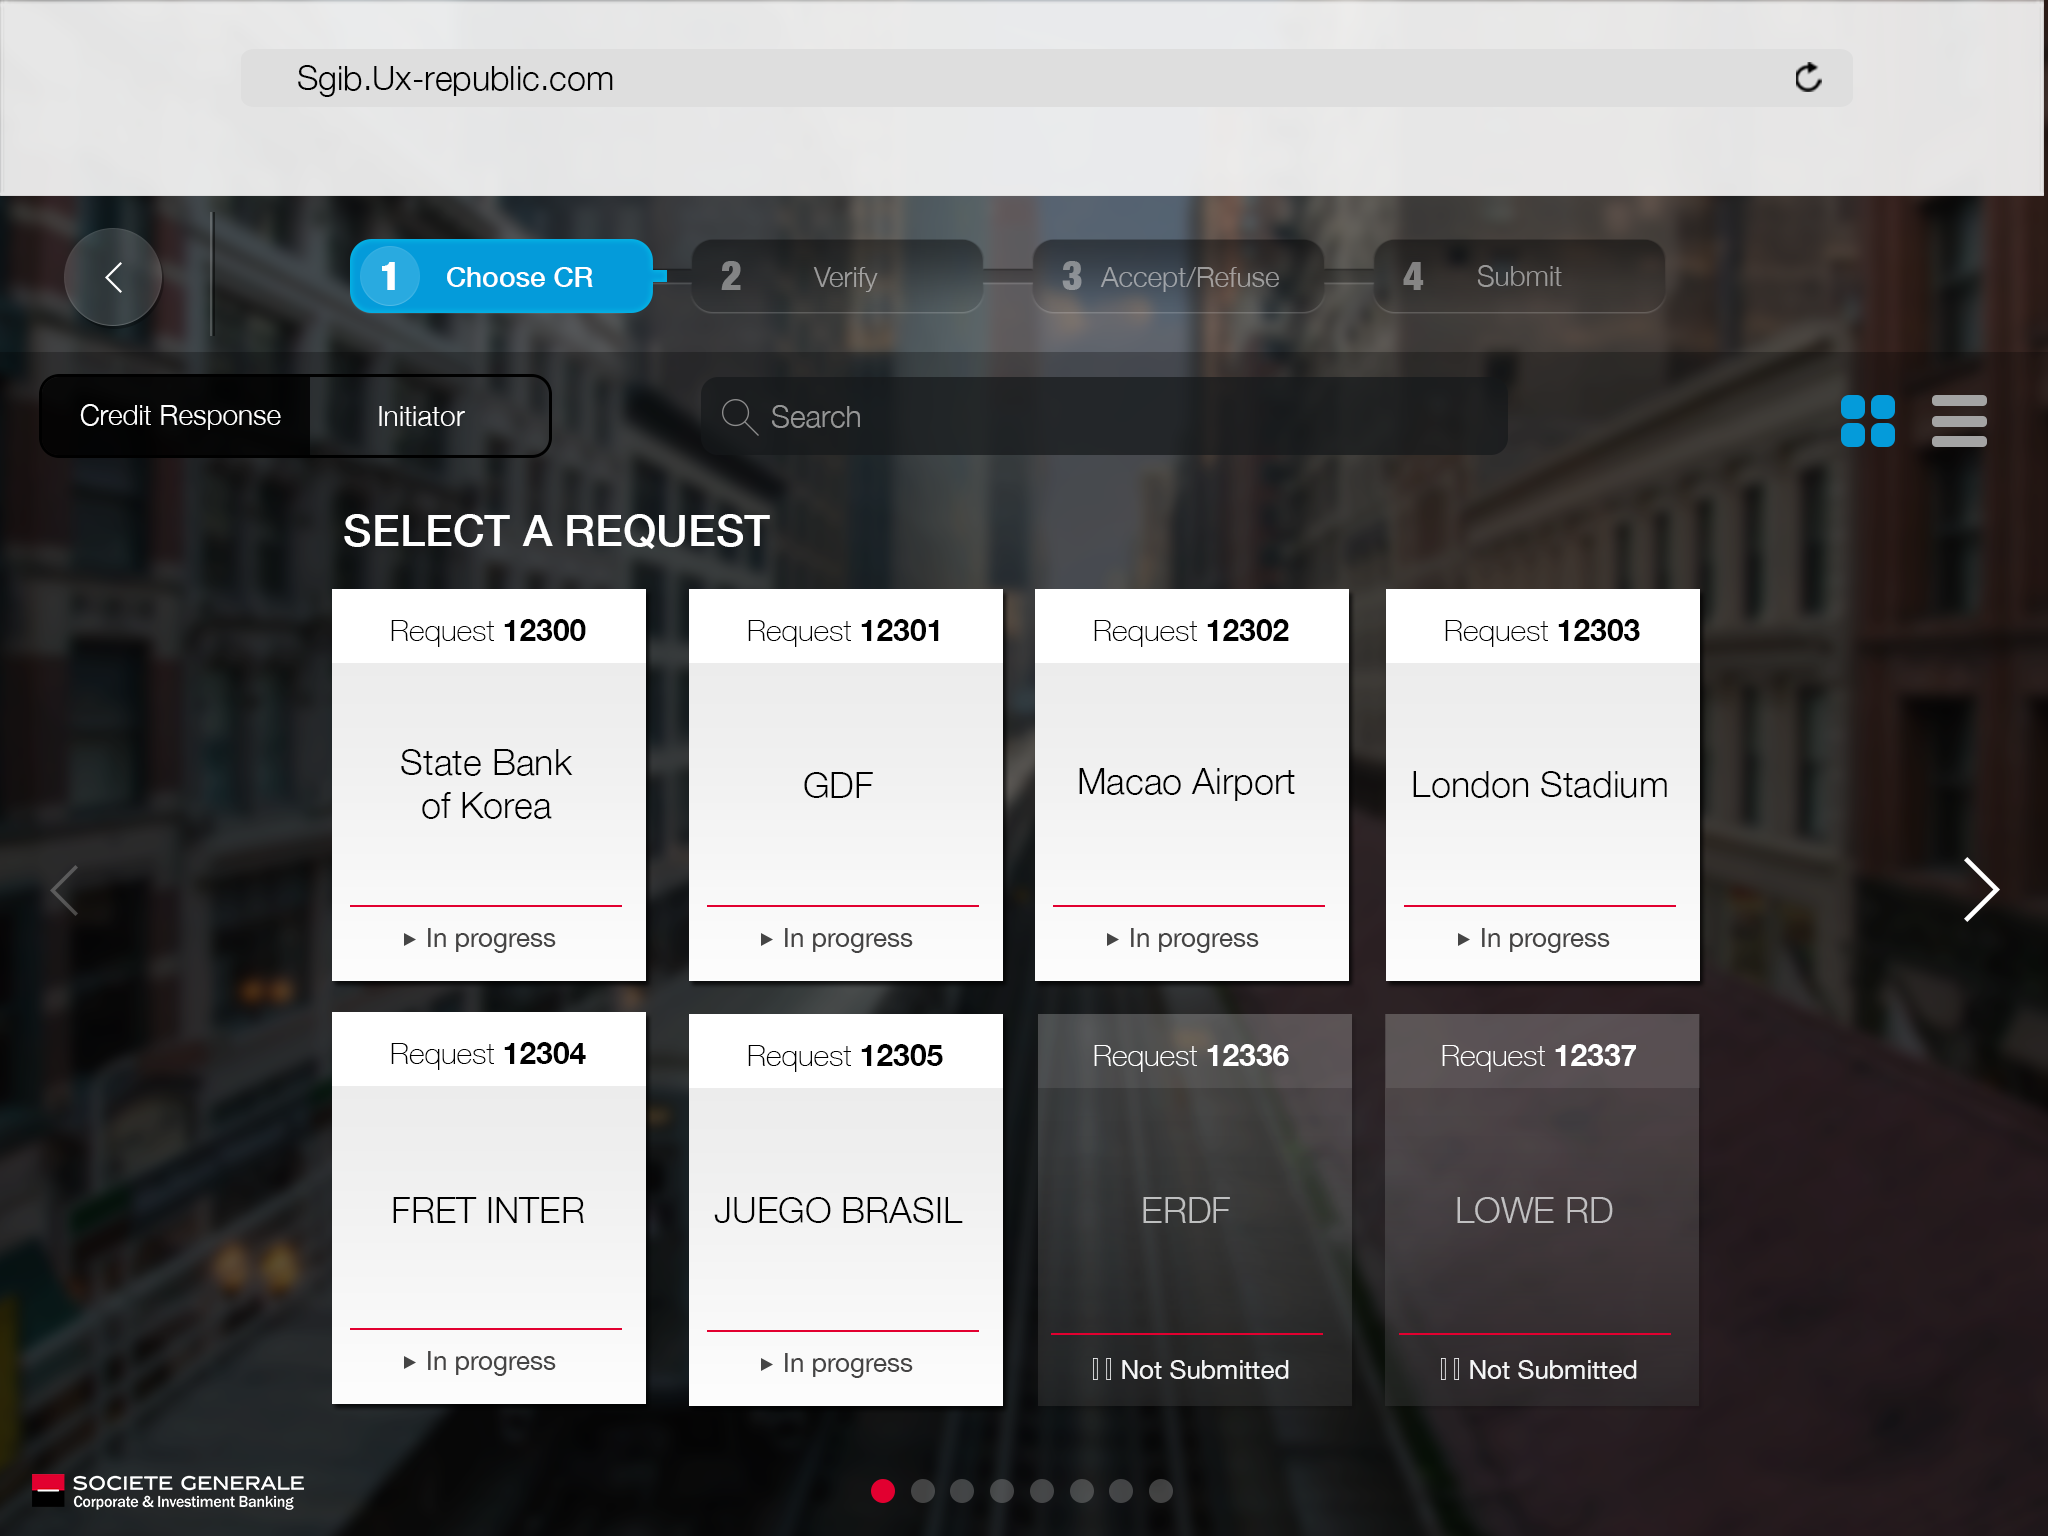 Sgib.Ux-republic.com
1 Choose CR
2 Verify
3 Accept/Refuse
4 Submit
Credit Response
Initiator
Search
SELECT A REQUEST
Request 12300
State Bank
of Korea
In progress
Request 12301
GDF
In progress
Request 12302
Macao Airport
In progress
Request 12303
London Stadium
In progress
Request 12304
FRET INTER
In progress
Request 12305
JUEGO BRASIL
In progress
Request 12336
ERDF
Not Submitted
Request 12337
LOWE RD
Not Submitted
SOCIETE GENERALE
Corporate & Investiment Banking